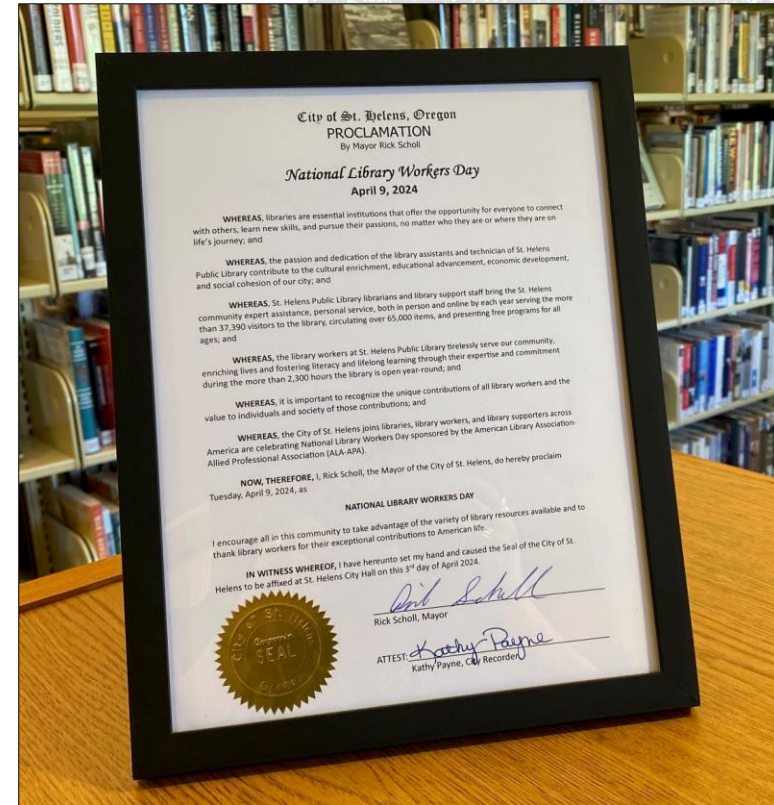 City of St. Helens, Oregon
PROCLAMATION
By Mayor Rick Scholl
National Library Workers Day
April 9, 2024
WHEREAS, libraries are essential institutions that offer the opportunity for everyone to connect
with others, learn new skills, and pursue their passions, no matter who they are or where they are on
life's journey; and
WHEREAS, the passion and dedication of the library assistants and technician of St. Helens
Public Library contribute to the cultural enrichment, educational advancement, economic development,
and social cohesion of our city; and
WHEREAS, St. Helens Public Library librarians and library support staff bring the St. Helens
community expert assistance, personal service, both in person and online by each year serving the more
than 37,390 visitors to the library, circulating over 65,000 items, and presenting free programs for all
ages; and
WHEREAS, the library workers at St. Helens Public Library tirelessly serve our community,
enriching lives and fostering literacy and lifelong learning through their expertise and commitment
during the more than 2,300 hours the library is open year-round; and
WHEREAS, it is important to recognize the unique contributions of all library workers and the
value to individuals and society of those contributions; and
WHEREAS, the City of St. Helens joins libraries, library workers, and library supporters across
America are celebrating National Library Workers Day sponsored by the American Library Association-
Allied Professional Association (ALA-APA).
NOW, THEREFORE, I, Rick Scholl, the Mayor of the City of St. Helens, do hereby proclaim
Tuesday, April 9, 2024, as
NATIONAL LIBRARY WORKERS DAY
I encourage all in this community to take advantage of the variety of library resources available and to
thank library workers for their exceptional contributions to American life.
IN WITNESS WHEREOF, I have hereunto set my hand and caused the Seal of the City of St.
Helens to be affixed at St. Helens City Hall on this 3rd day of April 2024.
Rick Scholl, Mayor
ATTEST: Kathy Payne
Kathy Payne, City Recorder
City of St. Helens
SEAL